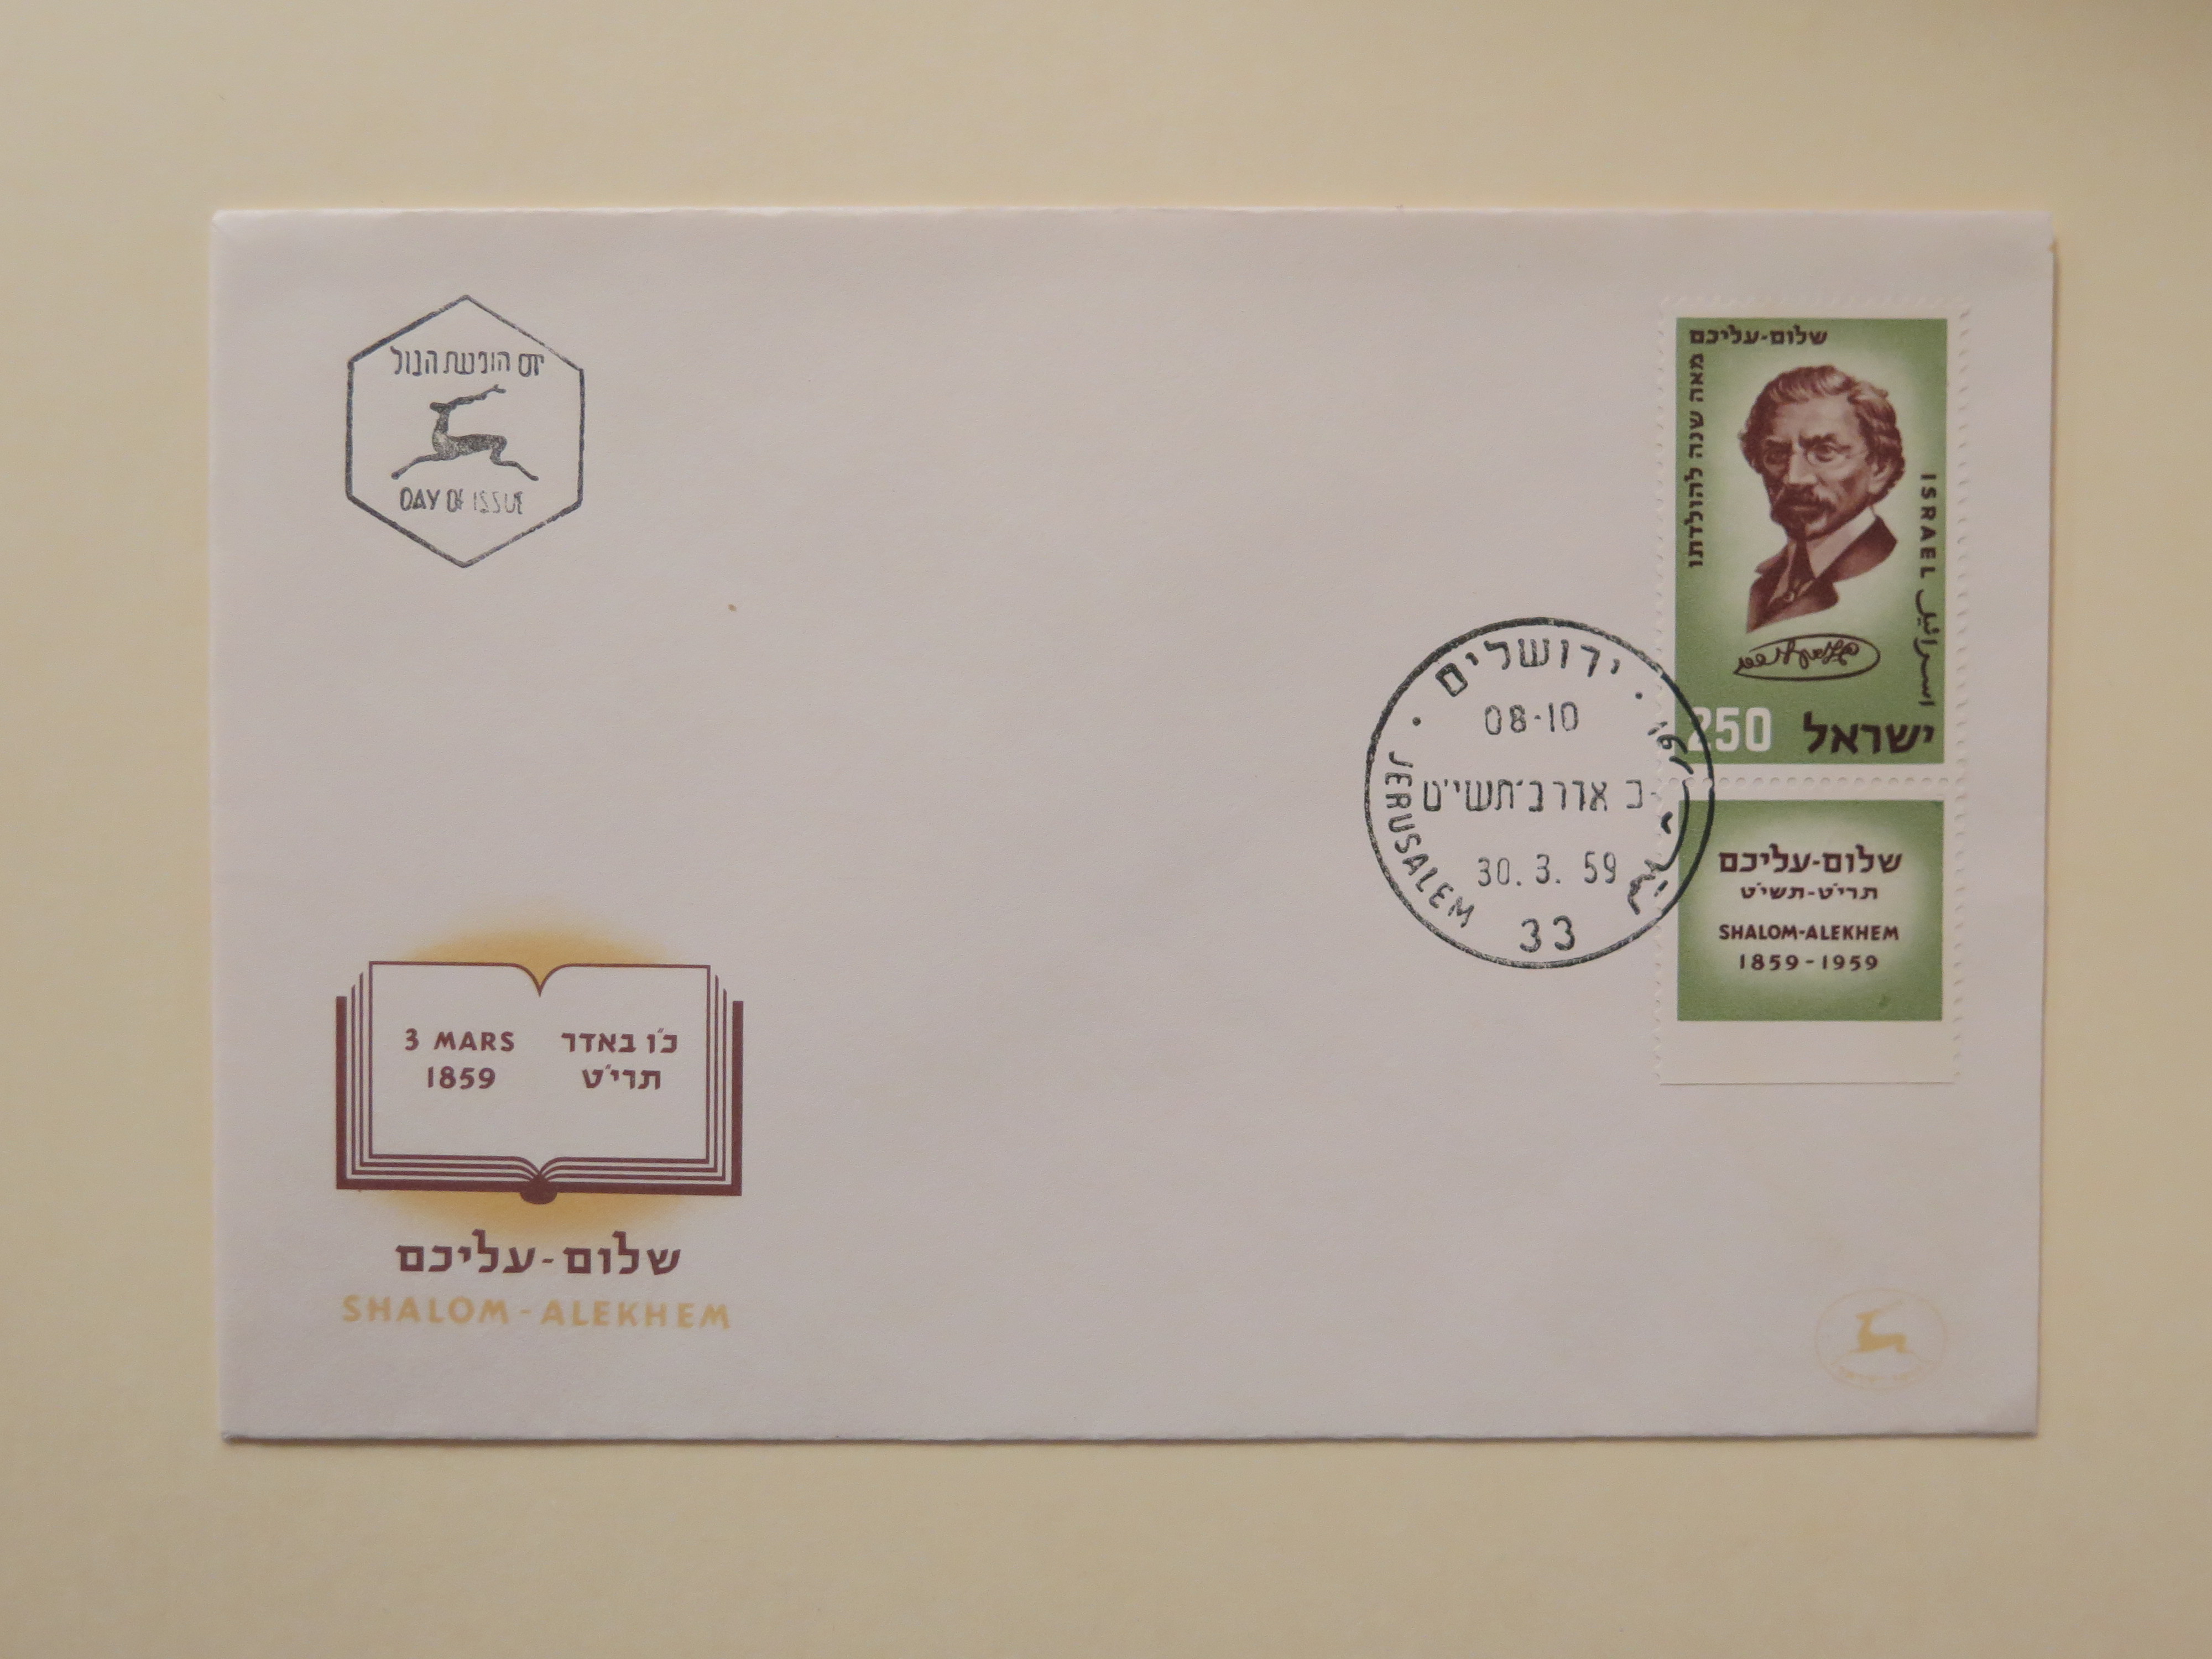 יום הופעת הבול
DAY OF ISSUE
שלום-עליכם
מאה שנה להולדתו
ISRAEL اسرائيل
250 ישראל
ירושלים
08-10
כ אדר ב' תשי"ט
30. 3. 59
JERUSALEM
33
שלום-עליכם
תרי"ט-תשי"ט
SHALOM-ALEKHEM
1859-1959
3 MARS
1859
כ"ו באדר
תרי"ט
שלום-עליכם
SHALOM-ALEKHEM